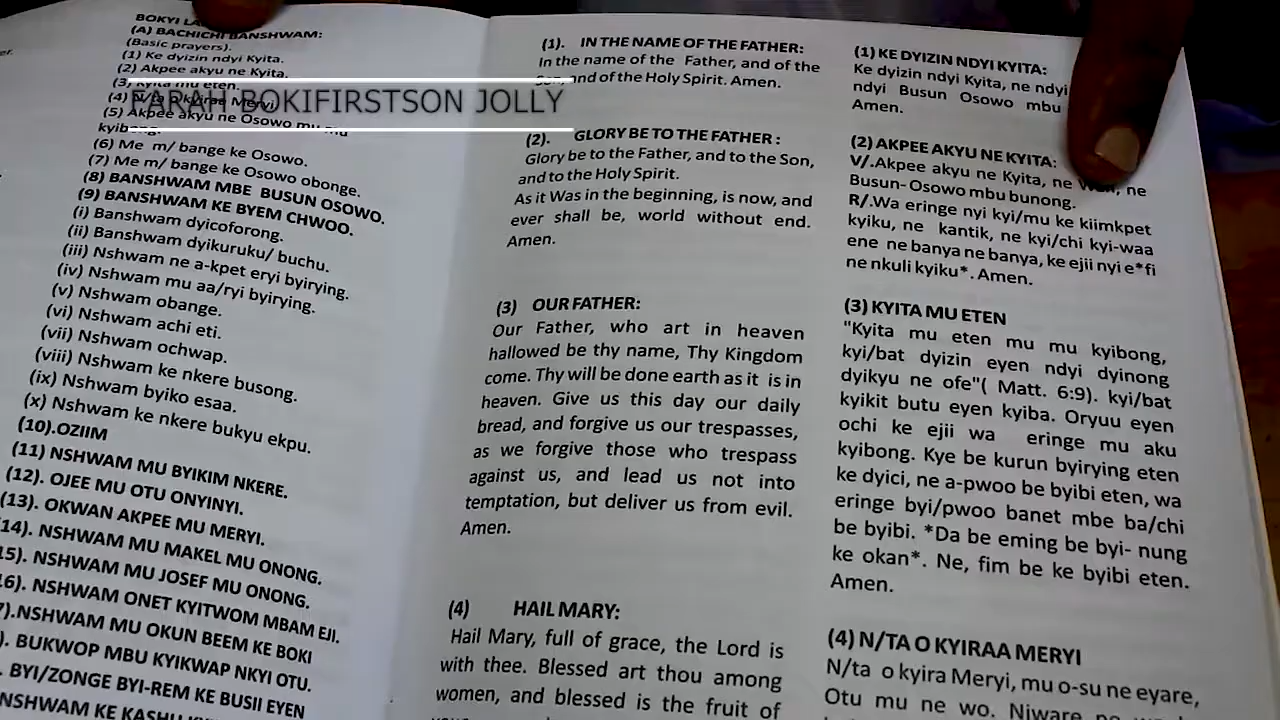 BOKYI
(A) BACHICHI BANSHWAM:
(Basic prayers).
(1) Ke dyizin ndyi Kyita.
(2) Akpee akyu ne Kyita.
(3) Kyita mu eten.
(4)
(5) Akpee akyu ne Osowo mu mu
kyibong.
(6) Me m/ bange ke Osowo.
(7) Me m/ bange ke Osowo obonge.
(8) BANSHWAM MBE BUSUN OSOWO.
(9) BANSHWAM KE BYEM CHWOO.
(i) Banshwam dyicoforong.
(ii) Banshwam dyikuruku/ buchu.
(iii) Nshwam ne a-kpet eryi byirying.
(iv) Nshwam mu aa/ryi byirying.
(v) Nshwam obange.
(vi) Nshwam achi eti.
(vii) Nshwam ochwap.
(viii) Nshwam ke nkere busong.
(ix) Nshwam byiko esaa.
(x) Nshwam ke nkere bukyu ekpu.
(10).OZIIM
(11) NSHWAM MU BYIKIM NKERE.
(12). OJEE MU OTU ONYINYI.
(13). OKWAN AKPEE MU MERYI.
14). NSHWAM MU MAKEL MU ONONG.
15). NSHWAM MU JOSEF MU ONONG.
16). NSHWAM ONET KYITWOM MBAM EJI.
7).NSHWAM MU OKUN BEEM KE BOKI
). BUKWOP MBU KYIKWAP NKYI OTU.
. BYI/ZONGE BYI-REM KE BUSII EYEN
NSHWAM KE
FARAH BOKIFIRSTSON JOLLY
(1). IN THE NAME OF THE FATHER:
In the name of the Father, and of the
Son, and of the Holy Spirit. Amen.
(2). GLORY BE TO THE FATHER :
Glory be to the Father, and to the Son,
and to the Holy Spirit.
As it Was in the beginning, is now, and
ever shall be, world without end.
Amen.
(3) OUR FATHER:
Our Father, who art in heaven
hallowed be thy name, Thy Kingdom
come. Thy will be done earth as it is in
heaven. Give us this day our daily
bread, and forgive us our trespasses,
as we forgive those who trespass
against us, and lead us not into
temptation, but deliver us from evil.
Amen.
(4) HAIL MARY:
Hail Mary, full of grace, the Lord is
with thee. Blessed art thou among
women, and blessed is the fruit of
(1) KE DYIZIN NDYI KYITA:
Ke dyizin ndyi Kyita, ne ndyi
ndyi Busun Osowo mbu
Amen.
(2) AKPEE AKYU NE KYITA:
V/.Akpee akyu ne Kyita, ne ne
Busun- Osowo mbu bunong.
R/.Wa eringe nyi kyi/mu ke kiimkpet
kyiku, ne kantik, ne kyi/chi kyi-waa
ene ne banya ne banya, ke ejii nyi e*fi
ne nkuli kyiku*. Amen.
(3) KYITA MU ETEN
"Kyita mu eten mu mu kyibong,
kyi/bat dyizin eyen ndyi dyinong
dyikyu ne ofe"( Matt. 6:9). kyi/bat
kyikit butu eyen kyiba. Oryuu eyen
ochi ke ejii wa eringe mu aku
kyibong. Kye be kurun byirying eten
ke dyici, ne a-pwoo be byibi eten, wa
eringe byi/pwoo banet mbe ba/chi
be byibi. *Da be eming be byi- nung
ke okan*. Ne, fim be ke byibi eten.
Amen.
(4) N/TA O KYIRAA MERYI
N/ta o kyira Meryi, mu o-su ne eyare,
Otu mu ne wo. Niware